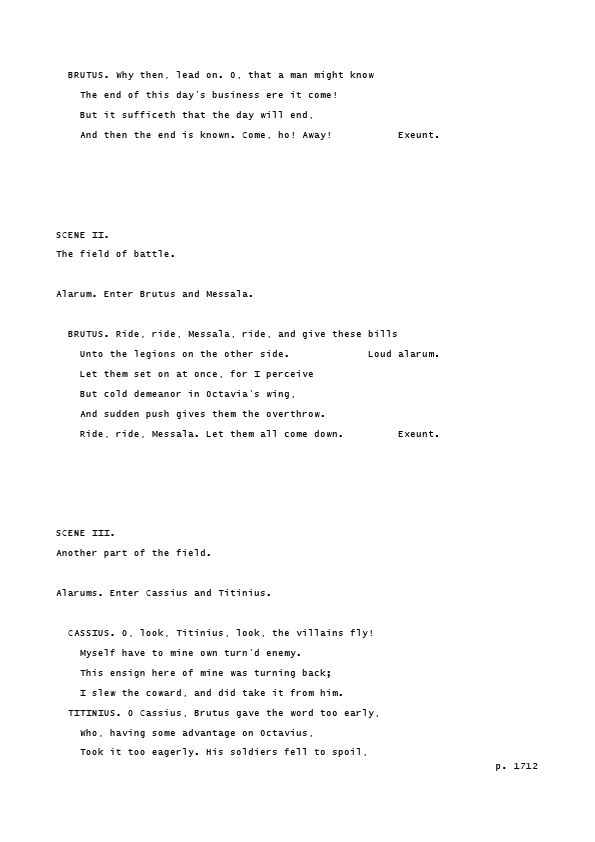 BRUTUS. Why then, lead on. O, that a man might know
The end of this day's business ere it come!
But it sufficeth that the day will end,
And then the end is known. Come, ho! Away! Exeunt.
SCENE II.
The field of battle.
Alarum. Enter Brutus and Messala.
BRUTUS. Ride, ride, Messala, ride, and give these bills
Unto the legions on the other side. Loud alarum.
Let them set on at once, for I perceive
But cold demeanor in Octavia's wing,
And sudden push gives them the overthrow.
Ride, ride, Messala. Let them all come down. Exeunt.
SCENE III.
Another part of the field.
Alarums. Enter Cassius and Titinius.
CASSIUS. O, look, Titinius, look, the villains fly!
Myself have to mine own turn'd enemy.
This ensign here of mine was turning back;
I slew the coward, and did take it from him.
TITINIUS. O Cassius, Brutus gave the word too early,
Who, having some advantage on Octavius,
Took it too eagerly. His soldiers fell to spoil,
p. 1712